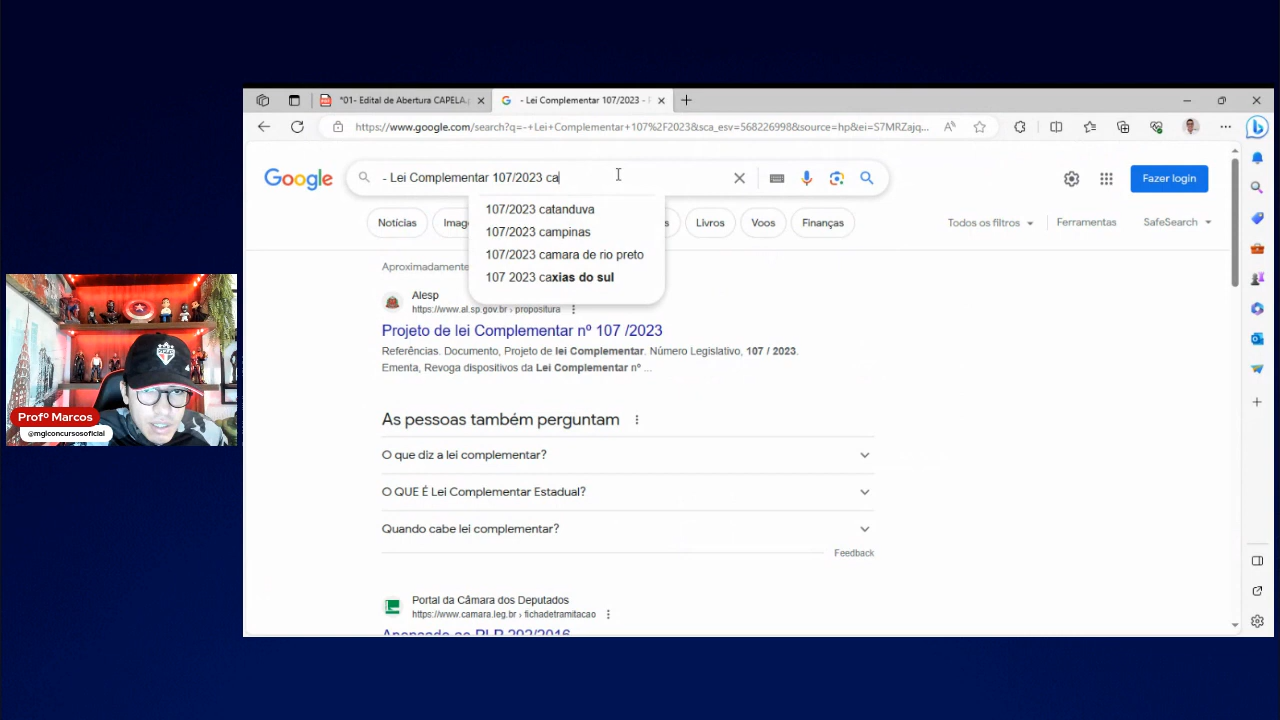 *01- Edital de Abertura CAPELA.p
- Lei Complementar 107/2023 -
https://www.google.com/search?q=-+Lei+Complementar+107%2F2023&sca_esv=568226998&source=hp&ei=S7MRZajq...
Google
- Lei Complementar 107/2023 ca
Fazer login
107/2023 catanduva
107/2023 campinas
107/2023 camara de rio preto
107 2023 caxias do sul
Notícias
Imag
s
Livros
Voos
Finanças
Todos os filtros
Ferramentas
SafeSearch
Aproximadamente
Alesp
https://www.al.sp.gov.br › propositura
Projeto de lei Complementar nº 107 /2023
Referências. Documento, Projeto de lei Complementar. Número Legislativo, 107 / 2023.
Ementa, Revoga dispositivos da Lei Complementar nº ...
As pessoas também perguntam
O que diz a lei complementar?
O QUE É Lei Complementar Estadual?
Quando cabe lei complementar?
Feedback
Portal da Câmara dos Deputados
https://www.camara.leg.br › fichadetramitacao
Apensado ao PLP 292/2016
Profº Marcos
@mglconcursosoficial